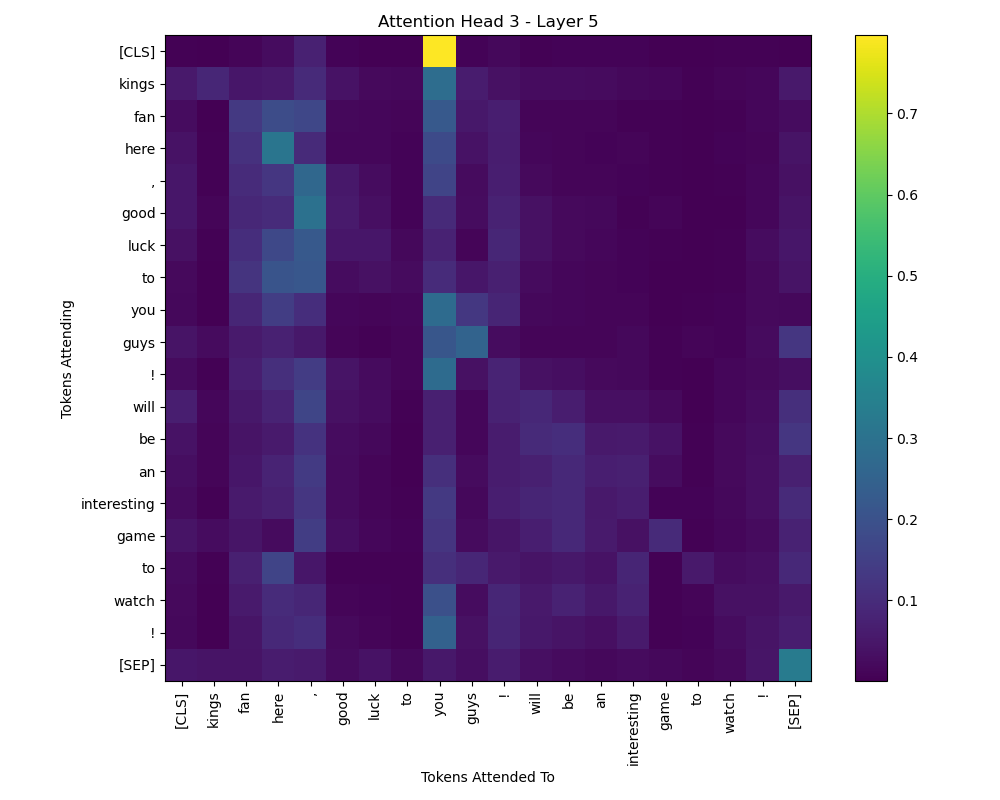 Attention Head 3 - Layer 5
[CLS]
kings
fan
here
,
good
luck
to
you
guys
!
will
be
an
interesting
game
to
watch
!
[SEP]
Tokens Attending
[CLS]
kings
fan
here
,
good
luck
to
you
guys
!
will
be
an
interesting
game
to
watch
!
[SEP]
Tokens Attended To
0.7
0.6
0.5
0.4
0.3
0.2
0.1